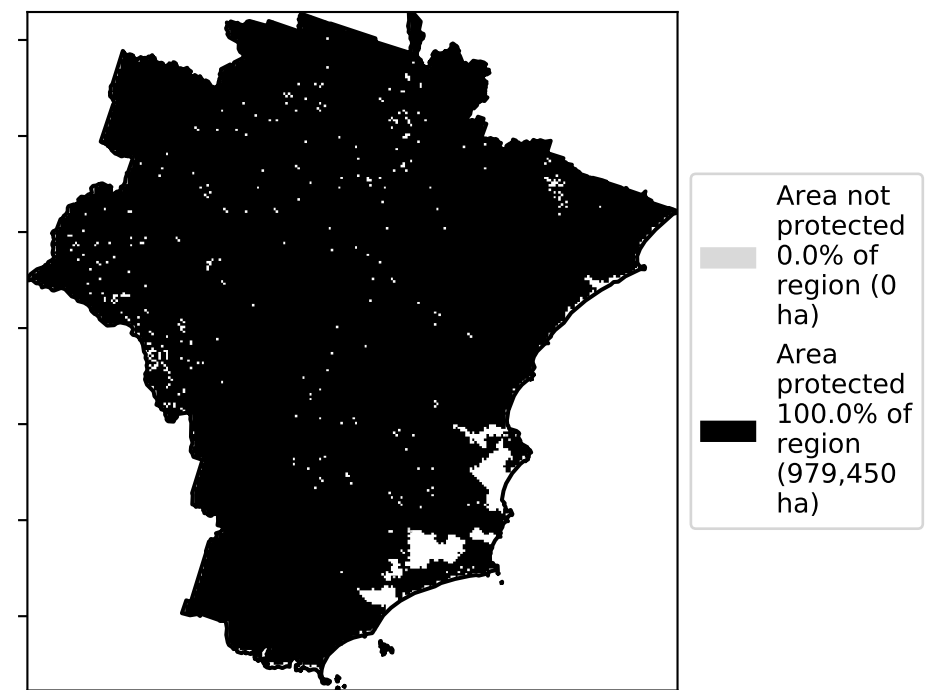 Area not
protected
0.0% of
region (0
ha)
Area
protected
100.0% of
region
(979,450
ha)